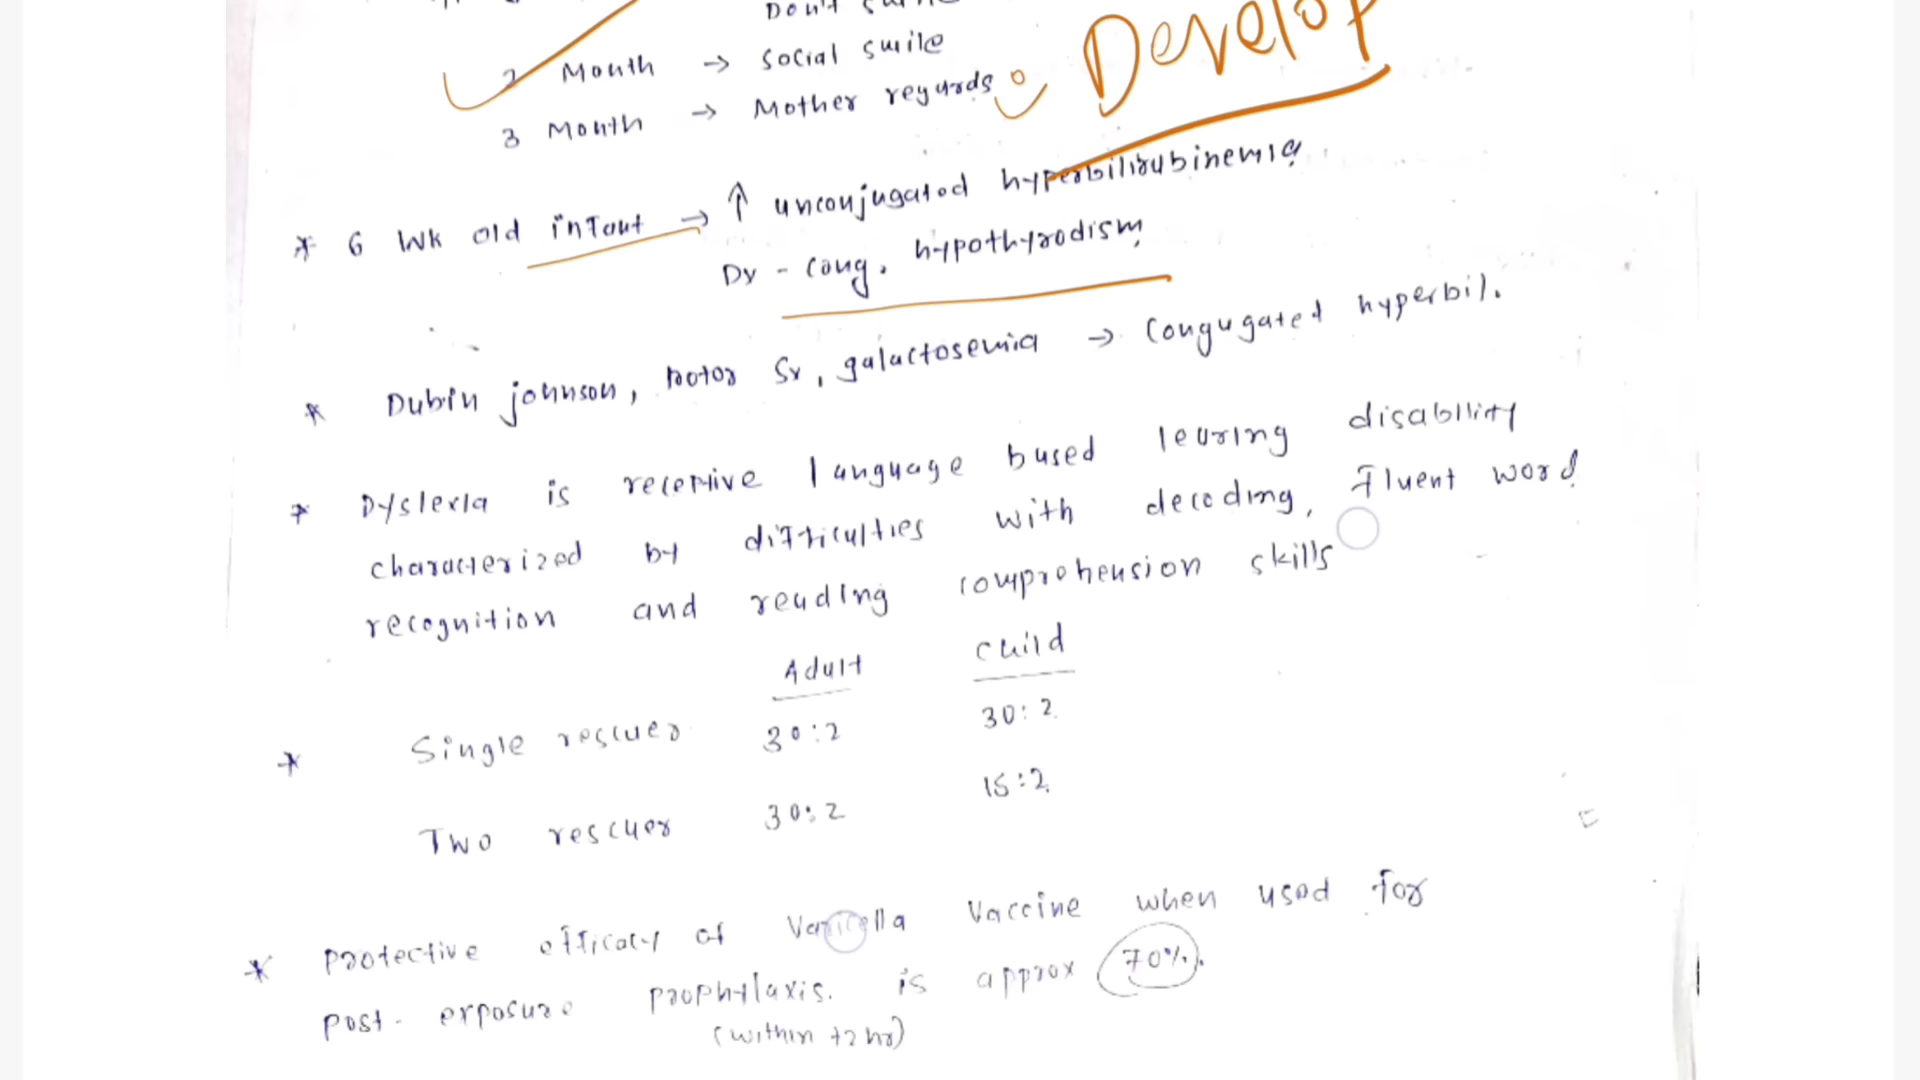 Don't
2 Month → social smile
3 Month → Mother regards
Develop
* 6 Wk old infant → ↑ unconjugated hyperbilirubinemia
Dx - cong. hypothyrodism
* Dubin johnson, Rotor Sx, galactosemia → Congugated hyperbil.
* Dyslexia is receptive language based learing disability
characterized by difficulties with decoding, fluent word
recognition and reading comprehension skills
Adult Child
* Single rescuer 30:2 30:2
Two rescuer 30:2 15:2
* Protective efficacy of Varicella Vaccine when used for
post-exposure prophylaxis. is approx 70%.
(within 72 hr)